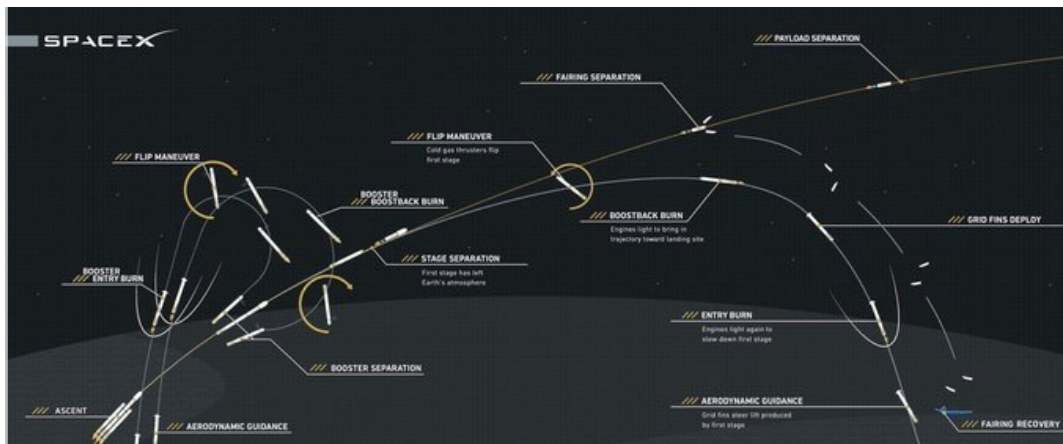 SPACEX
/// PAYLOAD SEPARATION
/// FAIRING SEPARATION
/// FLIP MANEUVER
Cold gas thrusters flip
first stage
/// FLIP MANEUVER
BOOSTER
/// BOOSTBACK BURN
/// BOOSTBACK BURN
Engines light to bring in
trajectory toward landing site
/// GRID FINS DEPLOY
/// STAGE SEPARATION
First stage has left
Earth's atmosphere
BOOSTER
/// ENTRY BURN
/// ENTRY BURN
Engines light again to
slow down first stage
/// BOOSTER SEPARATION
/// ASCENT
/// AERODYNAMIC GUIDANCE
/// AERODYNAMIC GUIDANCE
Grid fins steer lift produced
by first stage
/// FAIRING RECOVERY